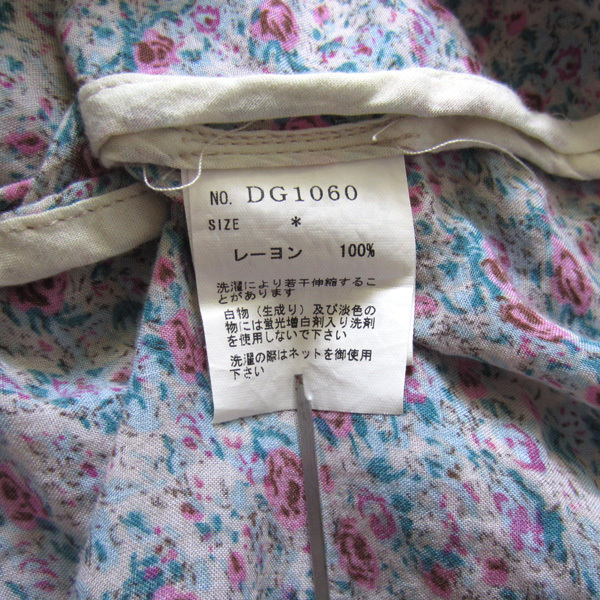 NO. DG1060
SIZE *
レーヨン 100%
洗濯により若干伸縮するこ
とがあります
白物（生成り）及び淡色の
物には蛍光増白剤入り洗剤
を使用しないで下さい
洗濯の際はネットを御使用
下さい